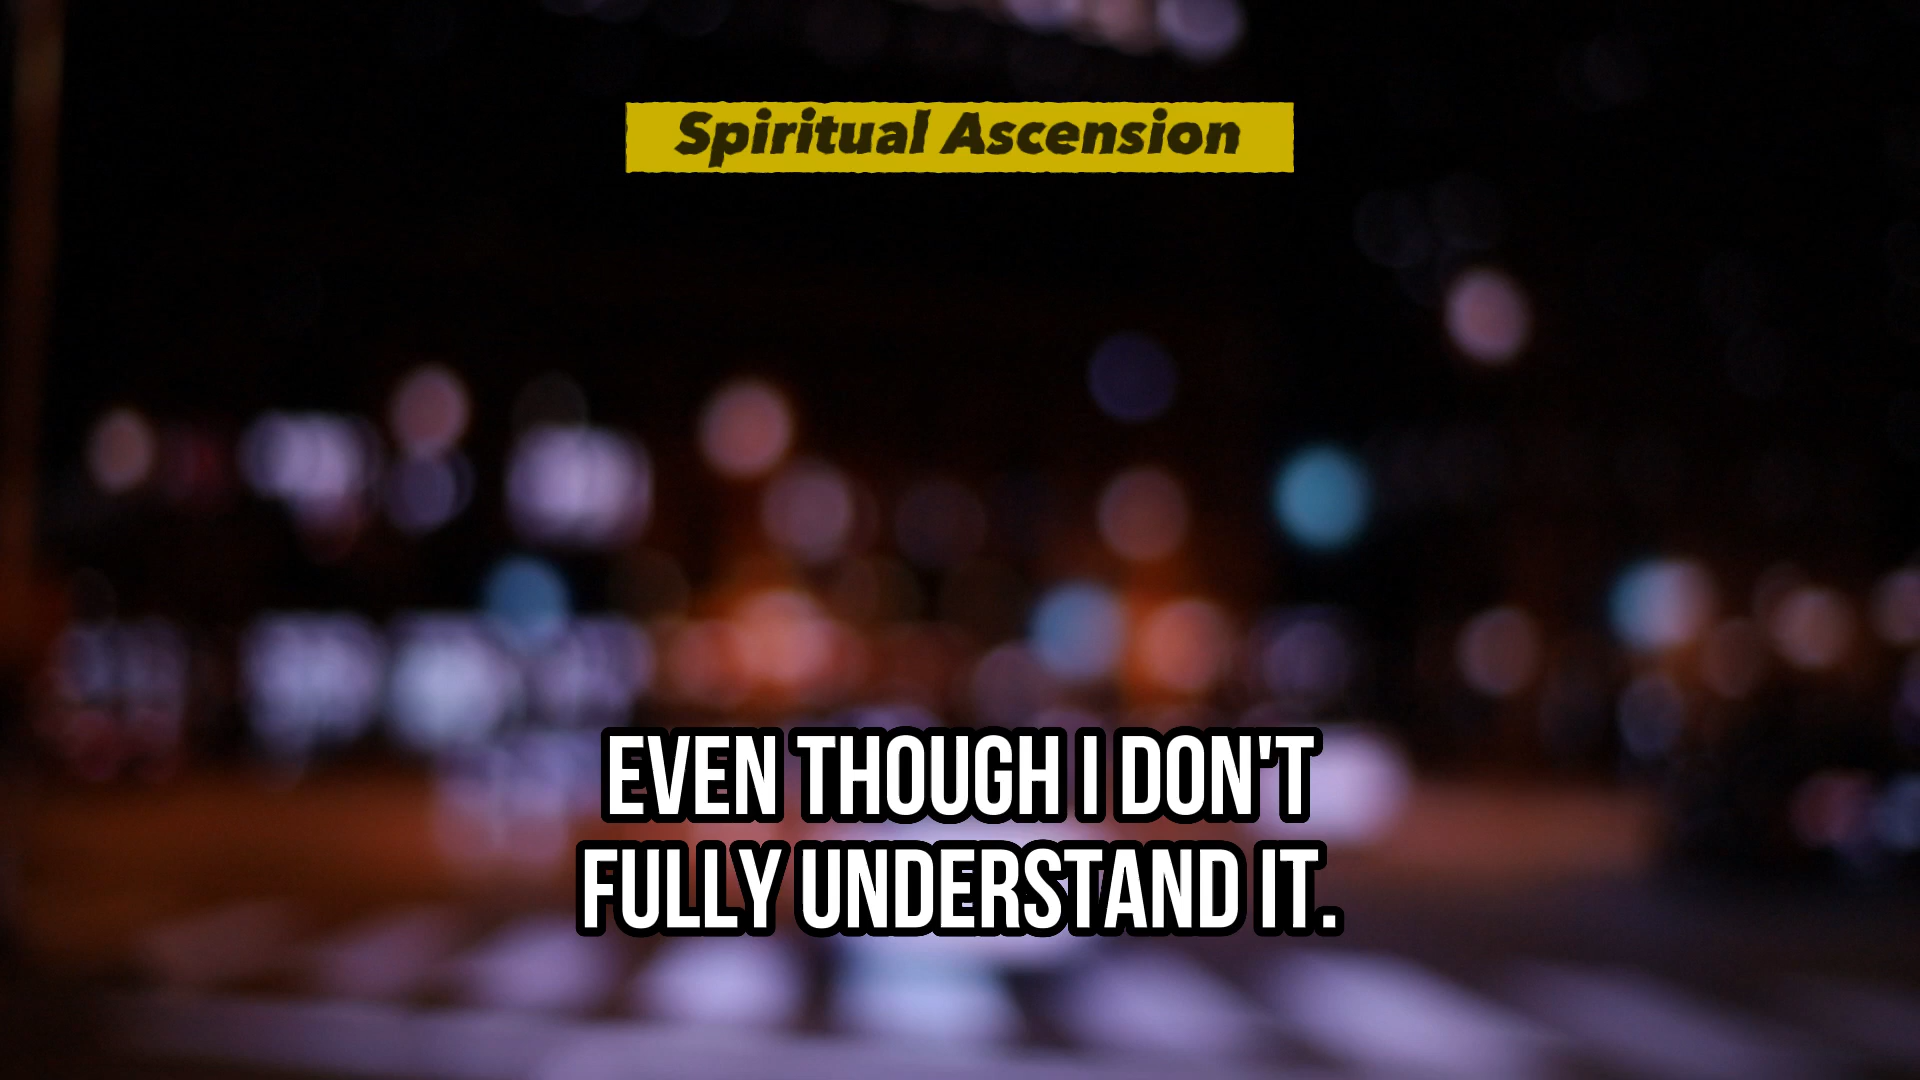 Spiritual Ascension
EVEN THOUGH I DON'T
FULLY UNDERSTAND IT.